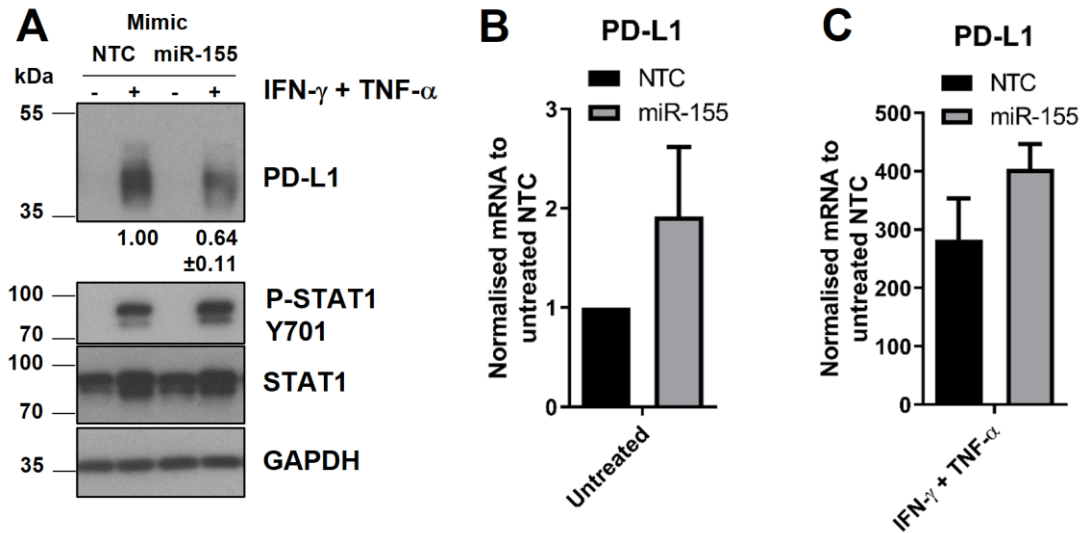 A
Mimic
NTC miR-155
kDa
- + - + IFN-γ + TNF-α
55
PD-L1
35
1.00 0.64
±0.11
100
P-STAT1
Y701
70
100
STAT1
70
GAPDH
35
B
PD-L1
NTC
miR-155
Normalised mRNA to
untreated NTC
3
2
1
0
Untreated
C
PD-L1
NTC
miR-155
Normalised mRNA to
untreated NTC
500
400
300
200
100
0
IFN-γ + TNF-α